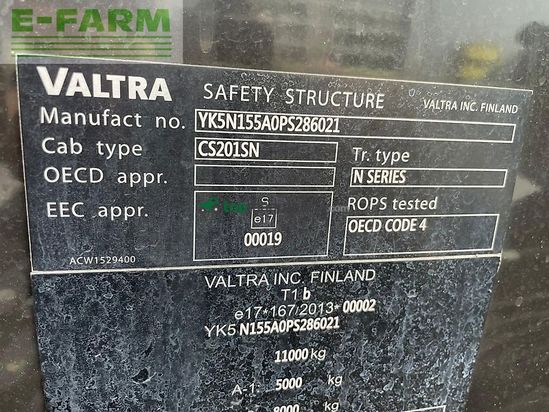 E-FARM
VALTRA SAFETY STRUCTURE VALTRA INC. FINLAND
Manufact no. YK5N155A0PS286021
Cab type CS201SN Tr. type
OECD appr. N SERIES
EEC appr. S e17 ROPS tested
00019 OECD CODE 4
ACW1529400
VALTRA INC. FINLAND
T1 b
e17*167/2013*00002
YK5N155A0PS286021
11000 kg
A-1: 5000 kg
8000 kg